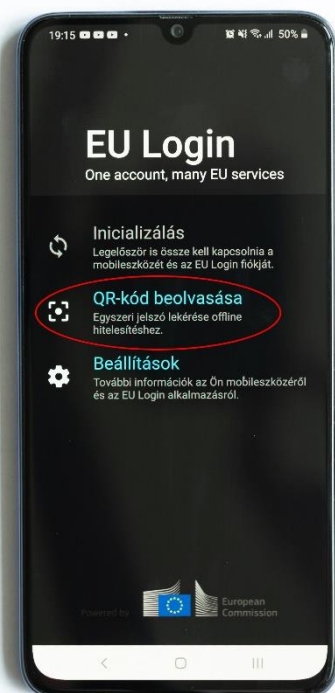 19:15
50%
EU Login
One account, many EU services
Inicializálás
Legelőször is össze kell kapcsolnia a
mobileszközét és az EU Login fiókját.
QR-kód beolvasása
Egyszeri jelszó lekérése offline
hitelesítéshez.
Beállítások
További információk az Ön mobileszközéről
és az EU Login alkalmazásról.
Powered by
European
Commission